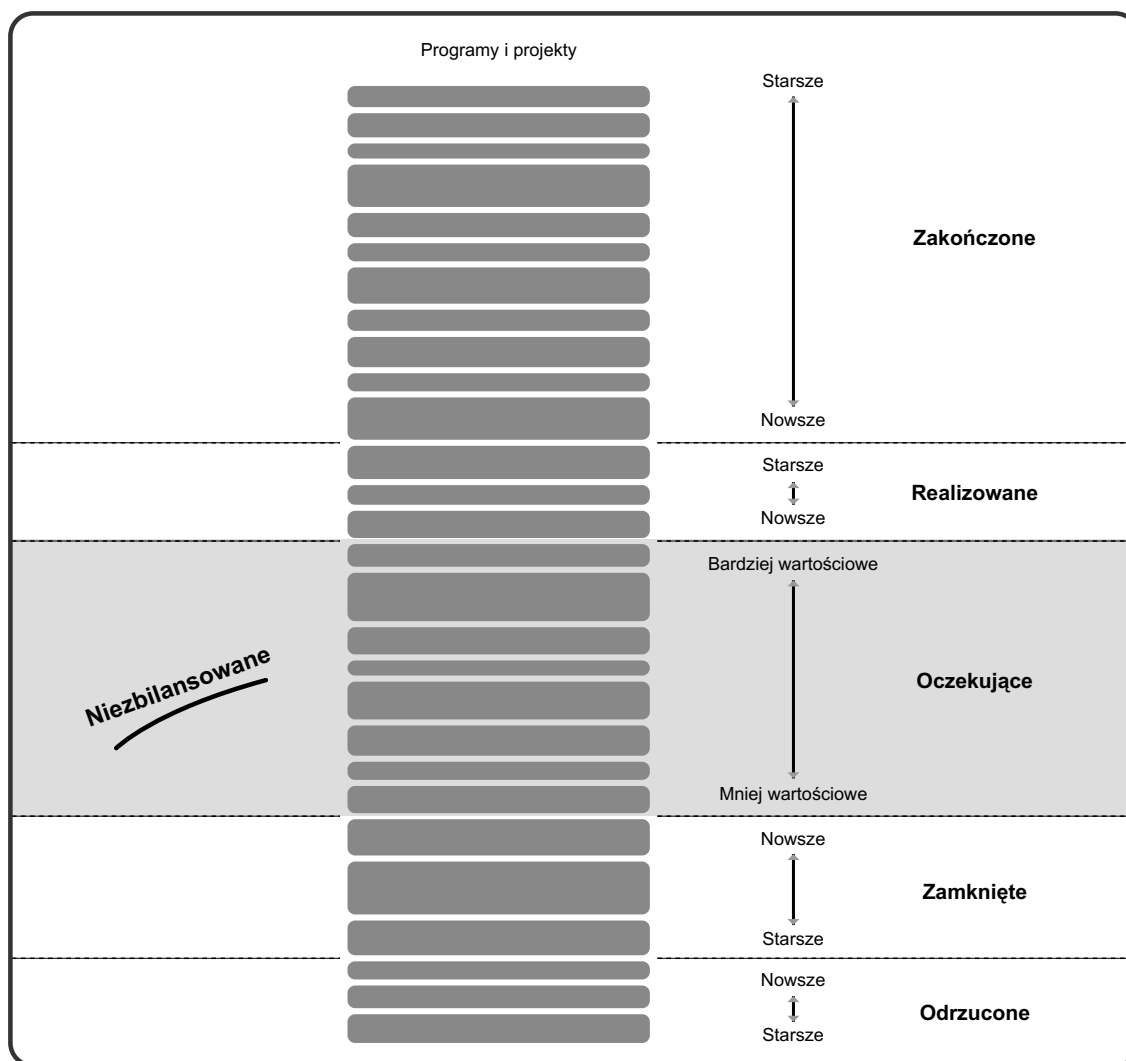 Programy i projekty
Starsze
Zakończone
Nowsze
Starsze
Realizowane
Nowsze
Bardziej wartościowe
Niezbilansowane
Oczekujące
Mniej wartościowe
Nowsze
Zamknięte
Starsze
Nowsze
Odrzucone
Starsze